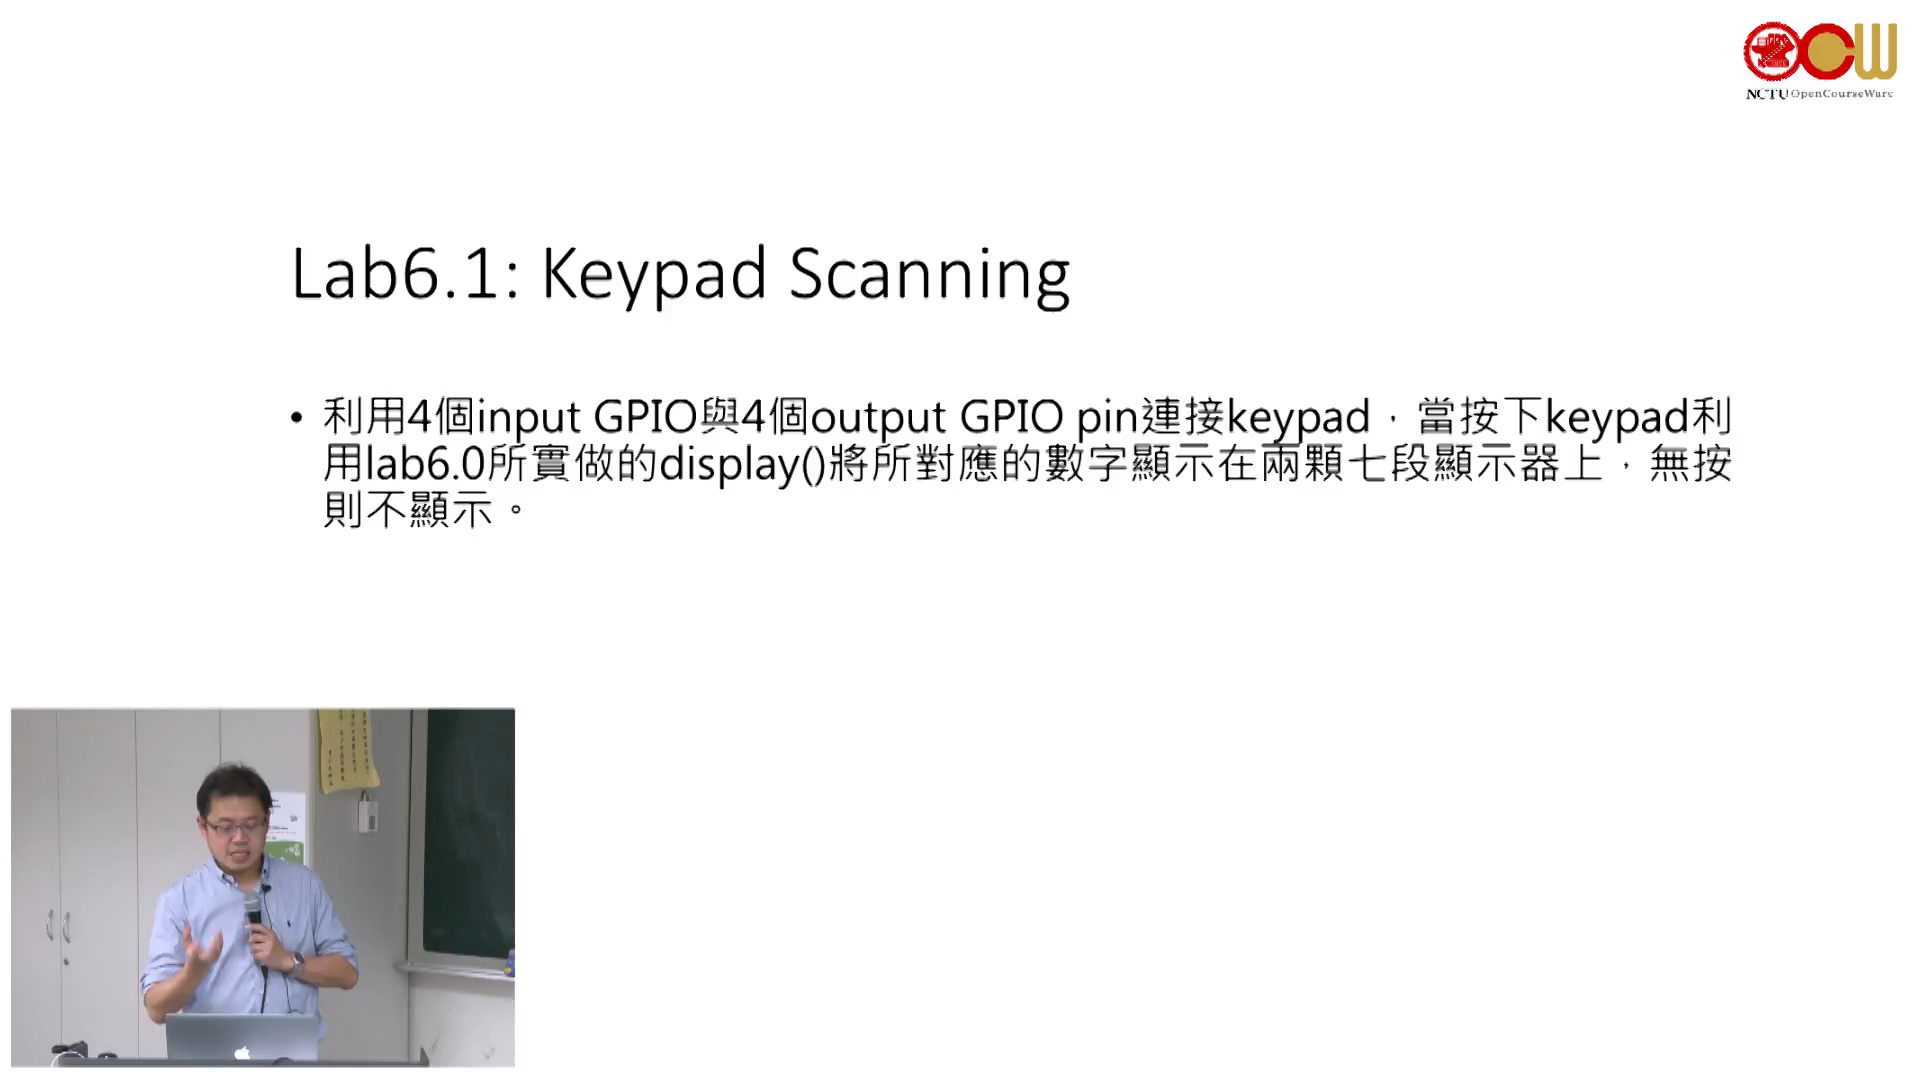 NCTU OpenCourseWare
Lab6.1: Keypad Scanning
• 利用4個input GPIO與4個output GPIO pin連接keypad，當按下keypad利
用lab6.0所實做的display()將所對應的數字顯示在兩顆七段顯示器上，無按
則不顯示。